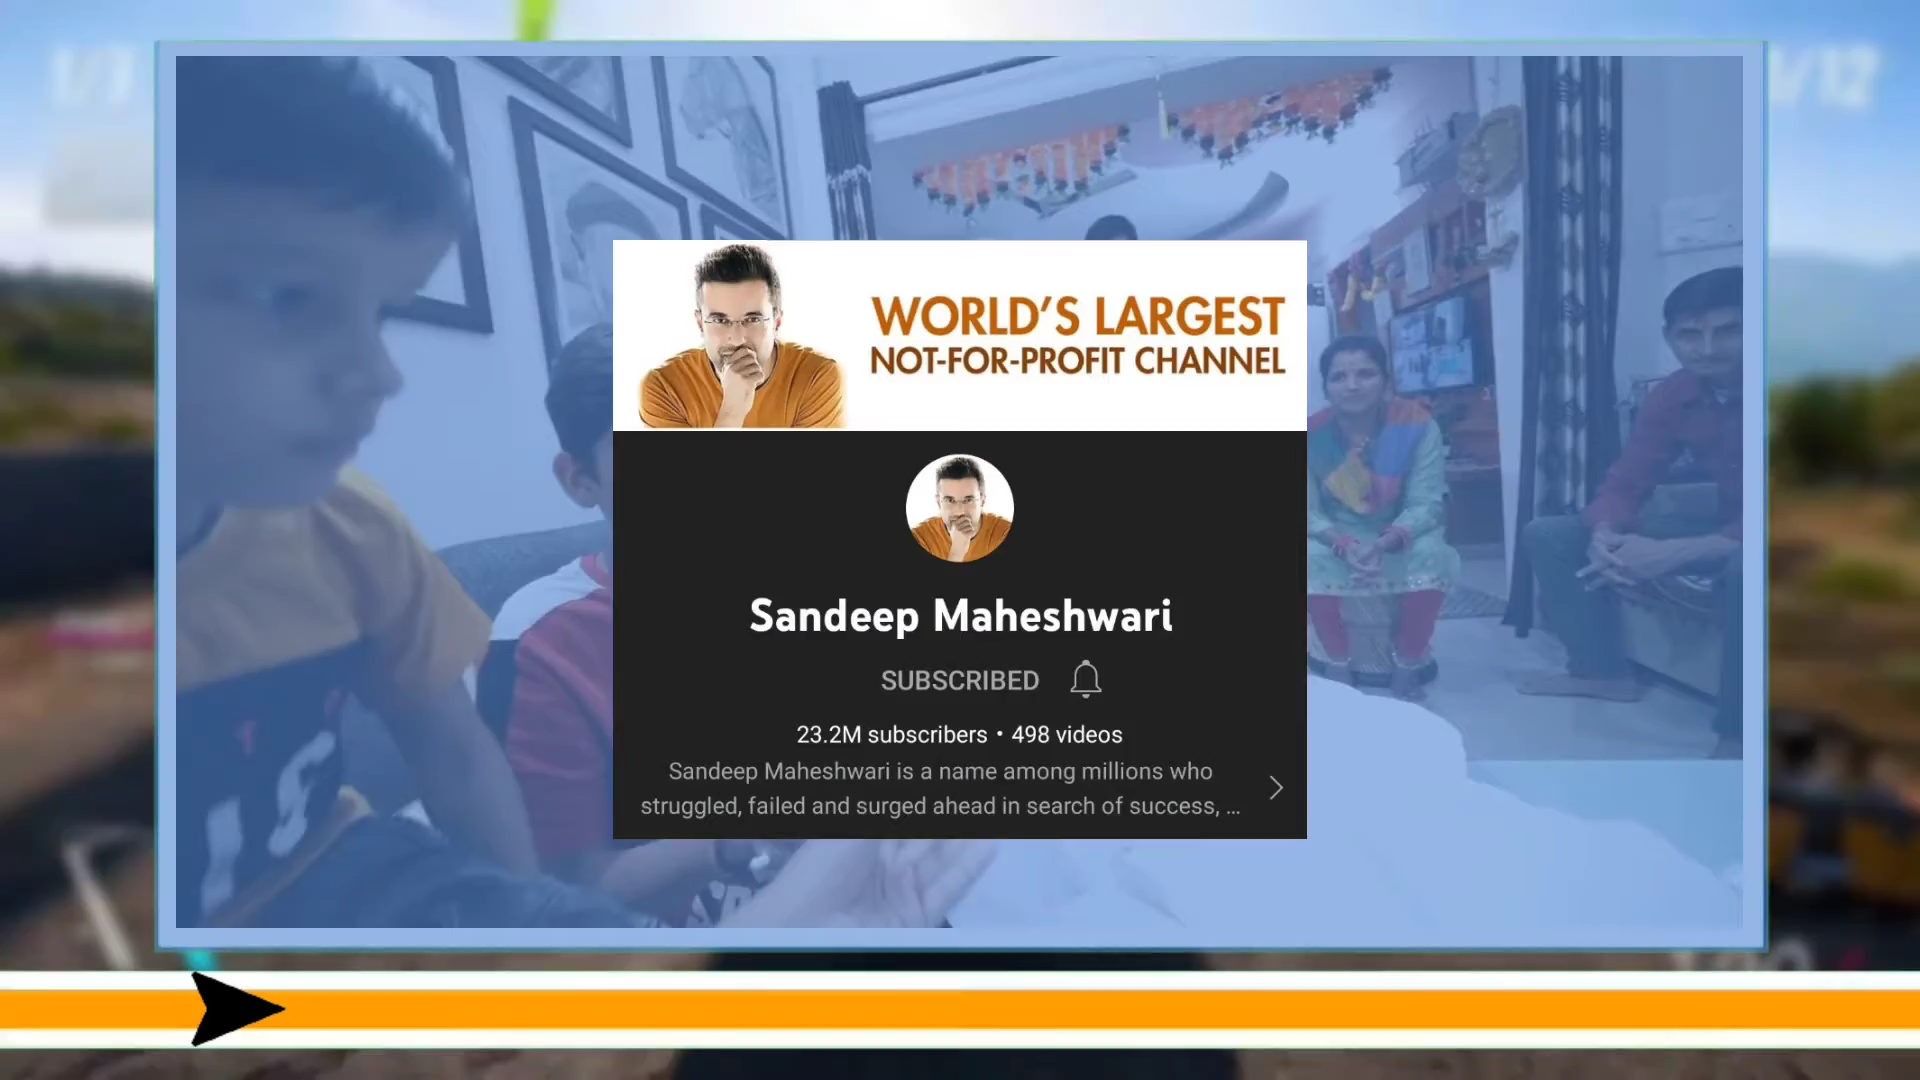 WORLD'S LARGEST
NOT-FOR-PROFIT CHANNEL
Sandeep Maheshwari
SUBSCRIBED
23.2M subscribers • 498 videos
Sandeep Maheshwari is a name among millions who
struggled, failed and surged ahead in search of success, ...